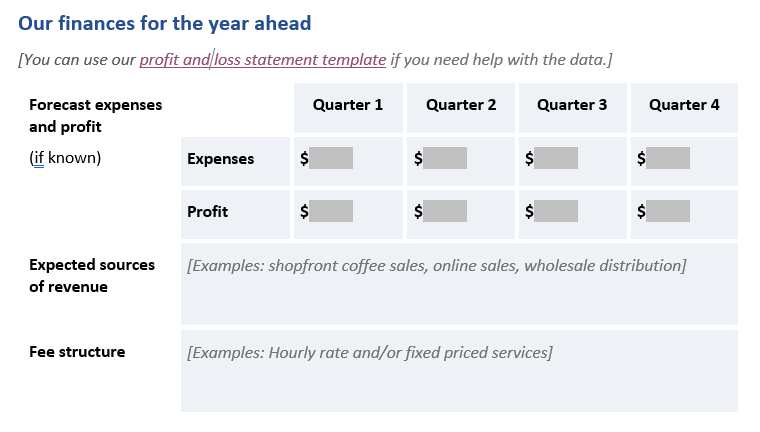 Our finances for the year ahead
[You can use our profit and loss statement template if you need help with the data.]
Forecast expenses
and profit
(if known)
Quarter 1 Quarter 2 Quarter 3 Quarter 4
Expenses $ $ $ $
Profit $ $ $ $
Expected sources
of revenue
[Examples: shopfront coffee sales, online sales, wholesale distribution]
Fee structure
[Examples: Hourly rate and/or fixed priced services]